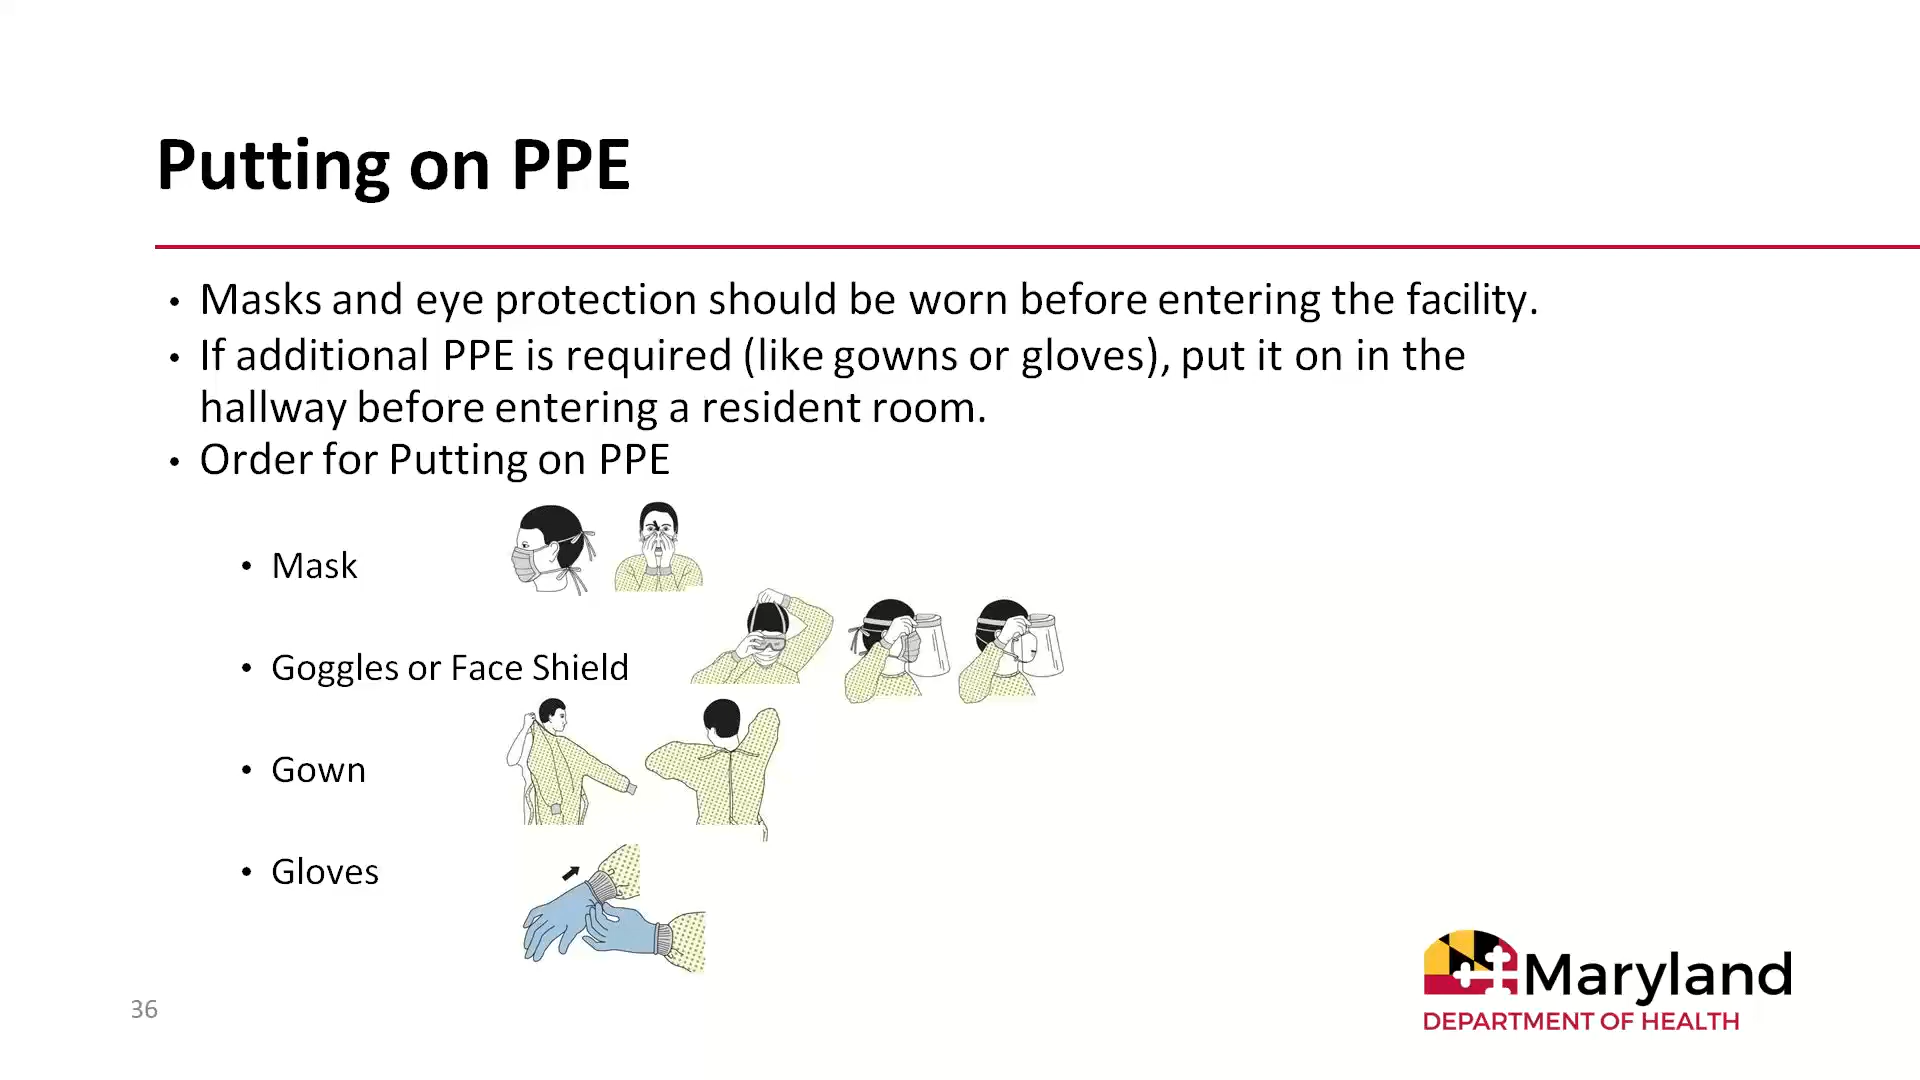 Putting on PPE
• Masks and eye protection should be worn before entering the facility.
• If additional PPE is required (like gowns or gloves), put it on in the
hallway before entering a resident room.
• Order for Putting on PPE
• Mask
• Goggles or Face Shield
• Gown
• Gloves
36
Maryland
DEPARTMENT OF HEALTH